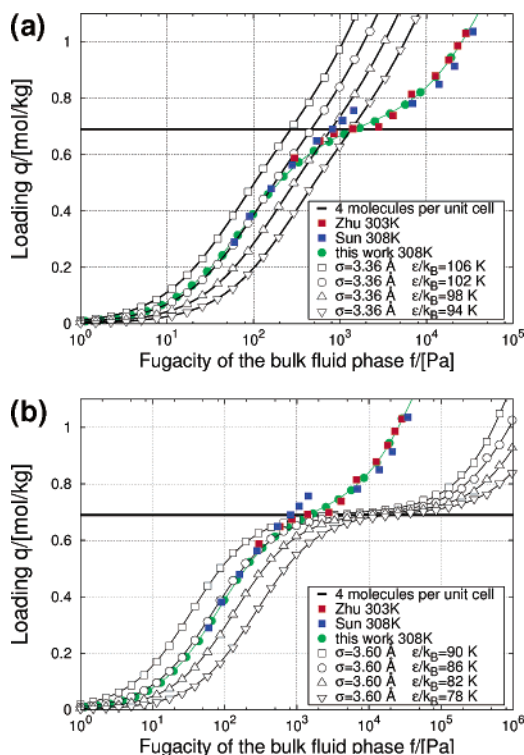 (a)
Loading q/[mol/kg]
1
0.8
0.6
0.4
0.2
0
4 molecules per unit cell
Zhu 303K
Sun 308K
this work 308K
σ=3.36 Å ε/kB=106 K
σ=3.36 Å ε/kB=102 K
σ=3.36 Å ε/kB=98 K
σ=3.36 Å ε/kB=94 K
10^0 10^1 10^2 10^3 10^4 10^5
Fugacity of the bulk fluid phase f/[Pa]
(b)
Loading q/[mol/kg]
1
0.8
0.6
0.4
0.2
0
4 molecules per unit cell
Zhu 303K
Sun 308K
this work 308K
σ=3.60 Å ε/kB=90 K
σ=3.60 Å ε/kB=86 K
σ=3.60 Å ε/kB=82 K
σ=3.60 Å ε/kB=78 K
10^0 10^1 10^2 10^3 10^4 10^5 10^6
Fugacity of the bulk fluid phase f/[Pa]